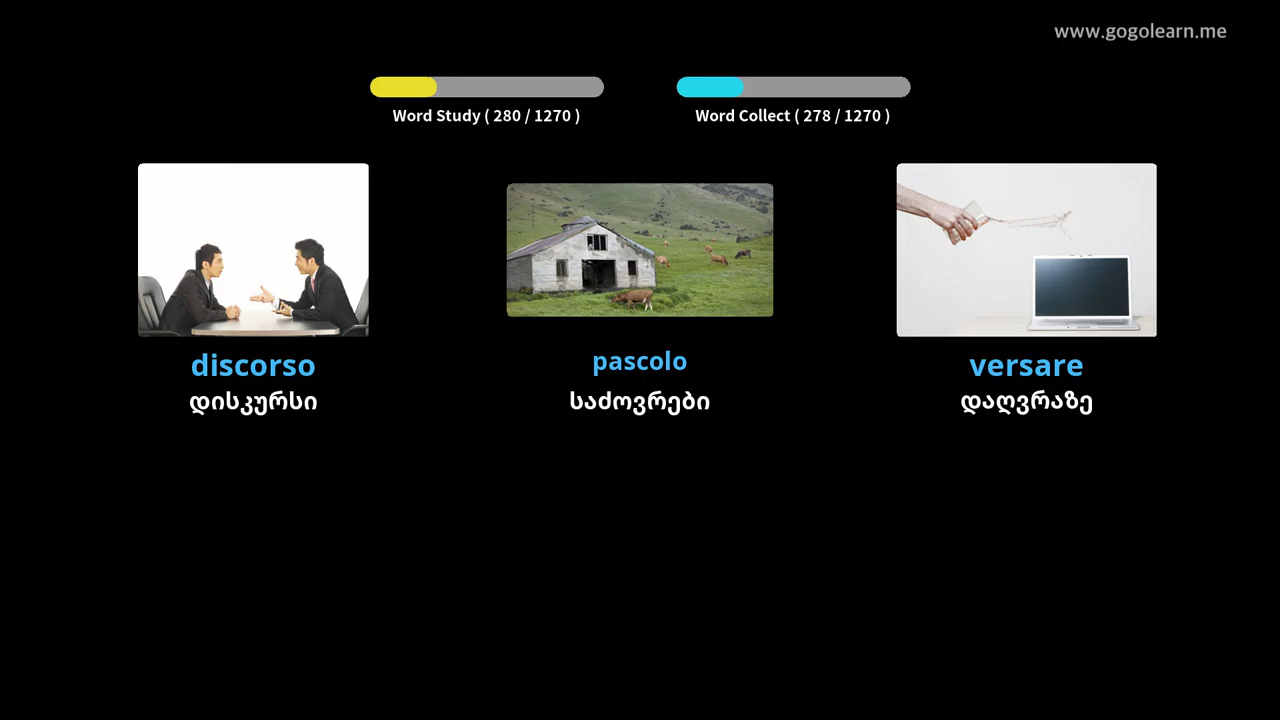 www.gogolearn.me
Word Study ( 280 / 1270 )
Word Collect ( 278 / 1270 )
discorso
pascolo
versare
დისკურსი
საძოვრები
დაღვრაზე